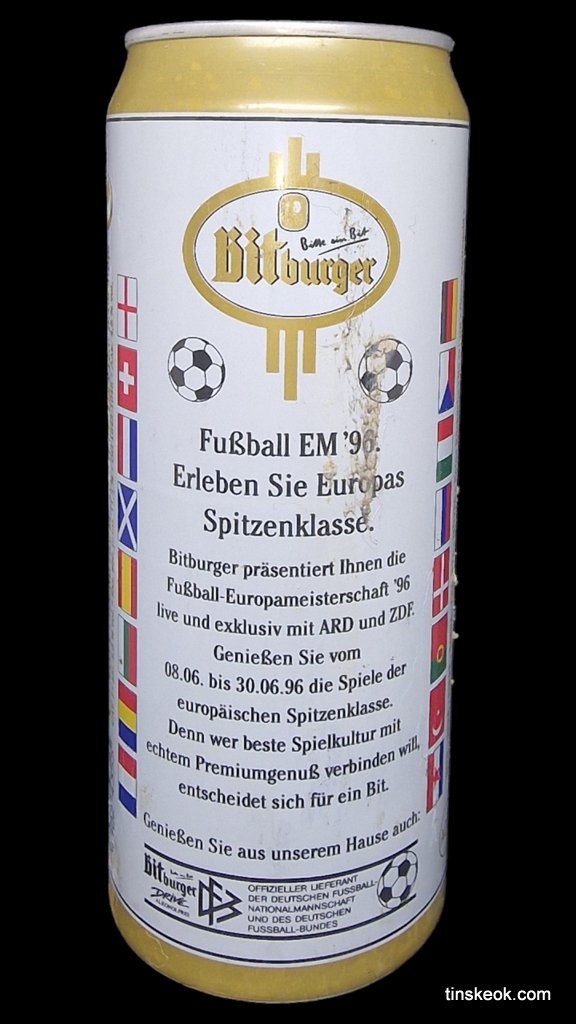 Bitte ein Bit
Bitburger
Fußball EM '96.
Erleben Sie Europas
Spitzenklasse.
Bitburger präsentiert Ihnen die
Fußball-Europameisterschaft '96
live und exklusiv mit ARD und ZDF.
Genießen Sie vom
08.06. bis 30.06.96 die Spiele der
europäischen Spitzenklasse.
Denn wer beste Spielkultur mit
echtem Premiumgenuß verbinden will,
entscheidet sich für ein Bit.
Genießen Sie aus unserem Hause auch:
Bitburger
DRIVE
ALKOHOLFREI
DFB
OFFIZIELLER LIEFERANT
DER DEUTSCHEN FUSSBALL-
NATIONALMANNSCHAFT
UND DES DEUTSCHEN
FUSSBALL-BUNDES
tinskeok.com